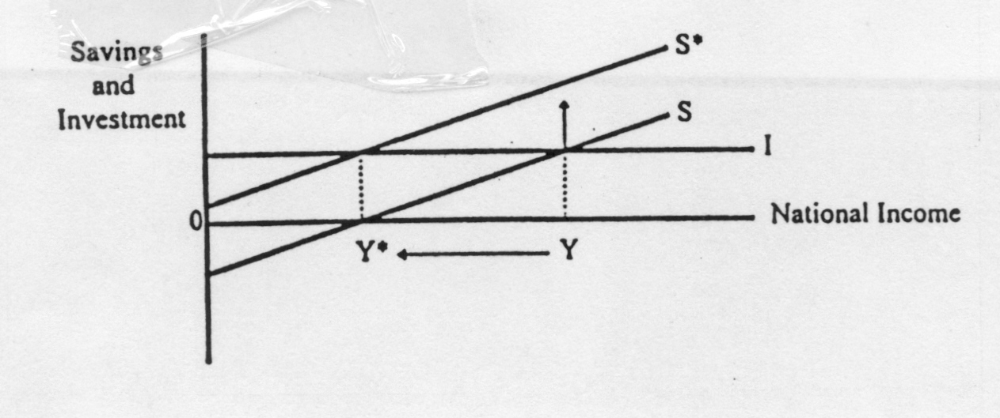 Savings
and
Investment
S*
S
I
0
National Income
Y*
Y